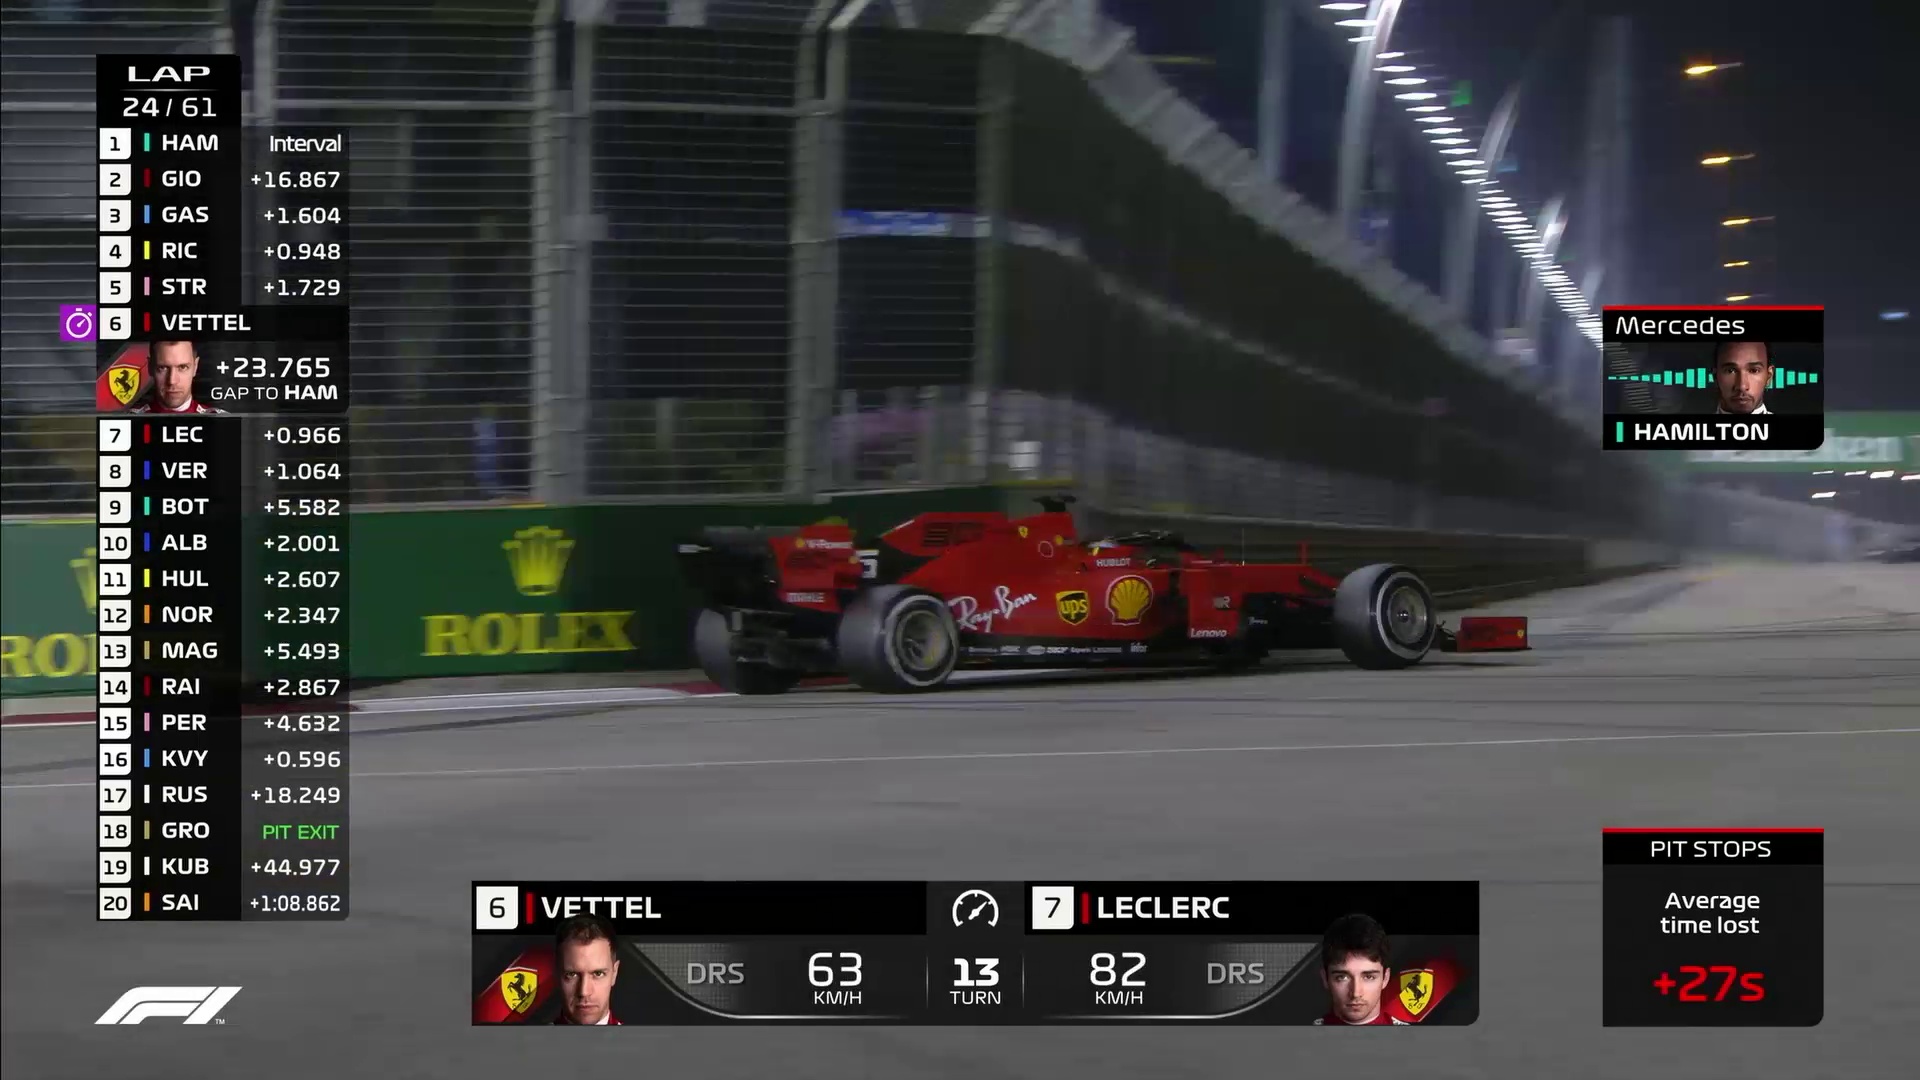 LAP
24 / 61
1 HAM Interval
2 GIO +16.867
3 GAS +1.604
4 RIC +0.948
5 STR +1.729
6 VETTEL
+23.765
GAP TO HAM
7 LEC +0.966
8 VER +1.064
9 BOT +5.582
10 ALB +2.001
11 HUL +2.607
12 NOR +2.347
13 MAG +5.493
14 RAI +2.867
15 PER +4.632
16 KVY +0.596
17 RUS +18.249
18 GRO PIT EXIT
19 KUB +44.977
20 SAI +1:08.862
Mercedes
HAMILTON
ROLEX
HUBLOT
Ray-Ban
ups
Lenovo
MAHLE
6 VETTEL
DRS 63
KM/H
13
TURN
7 LECLERC
82 DRS
KM/H
PIT STOPS
Average
time lost
+27s
F1
TM